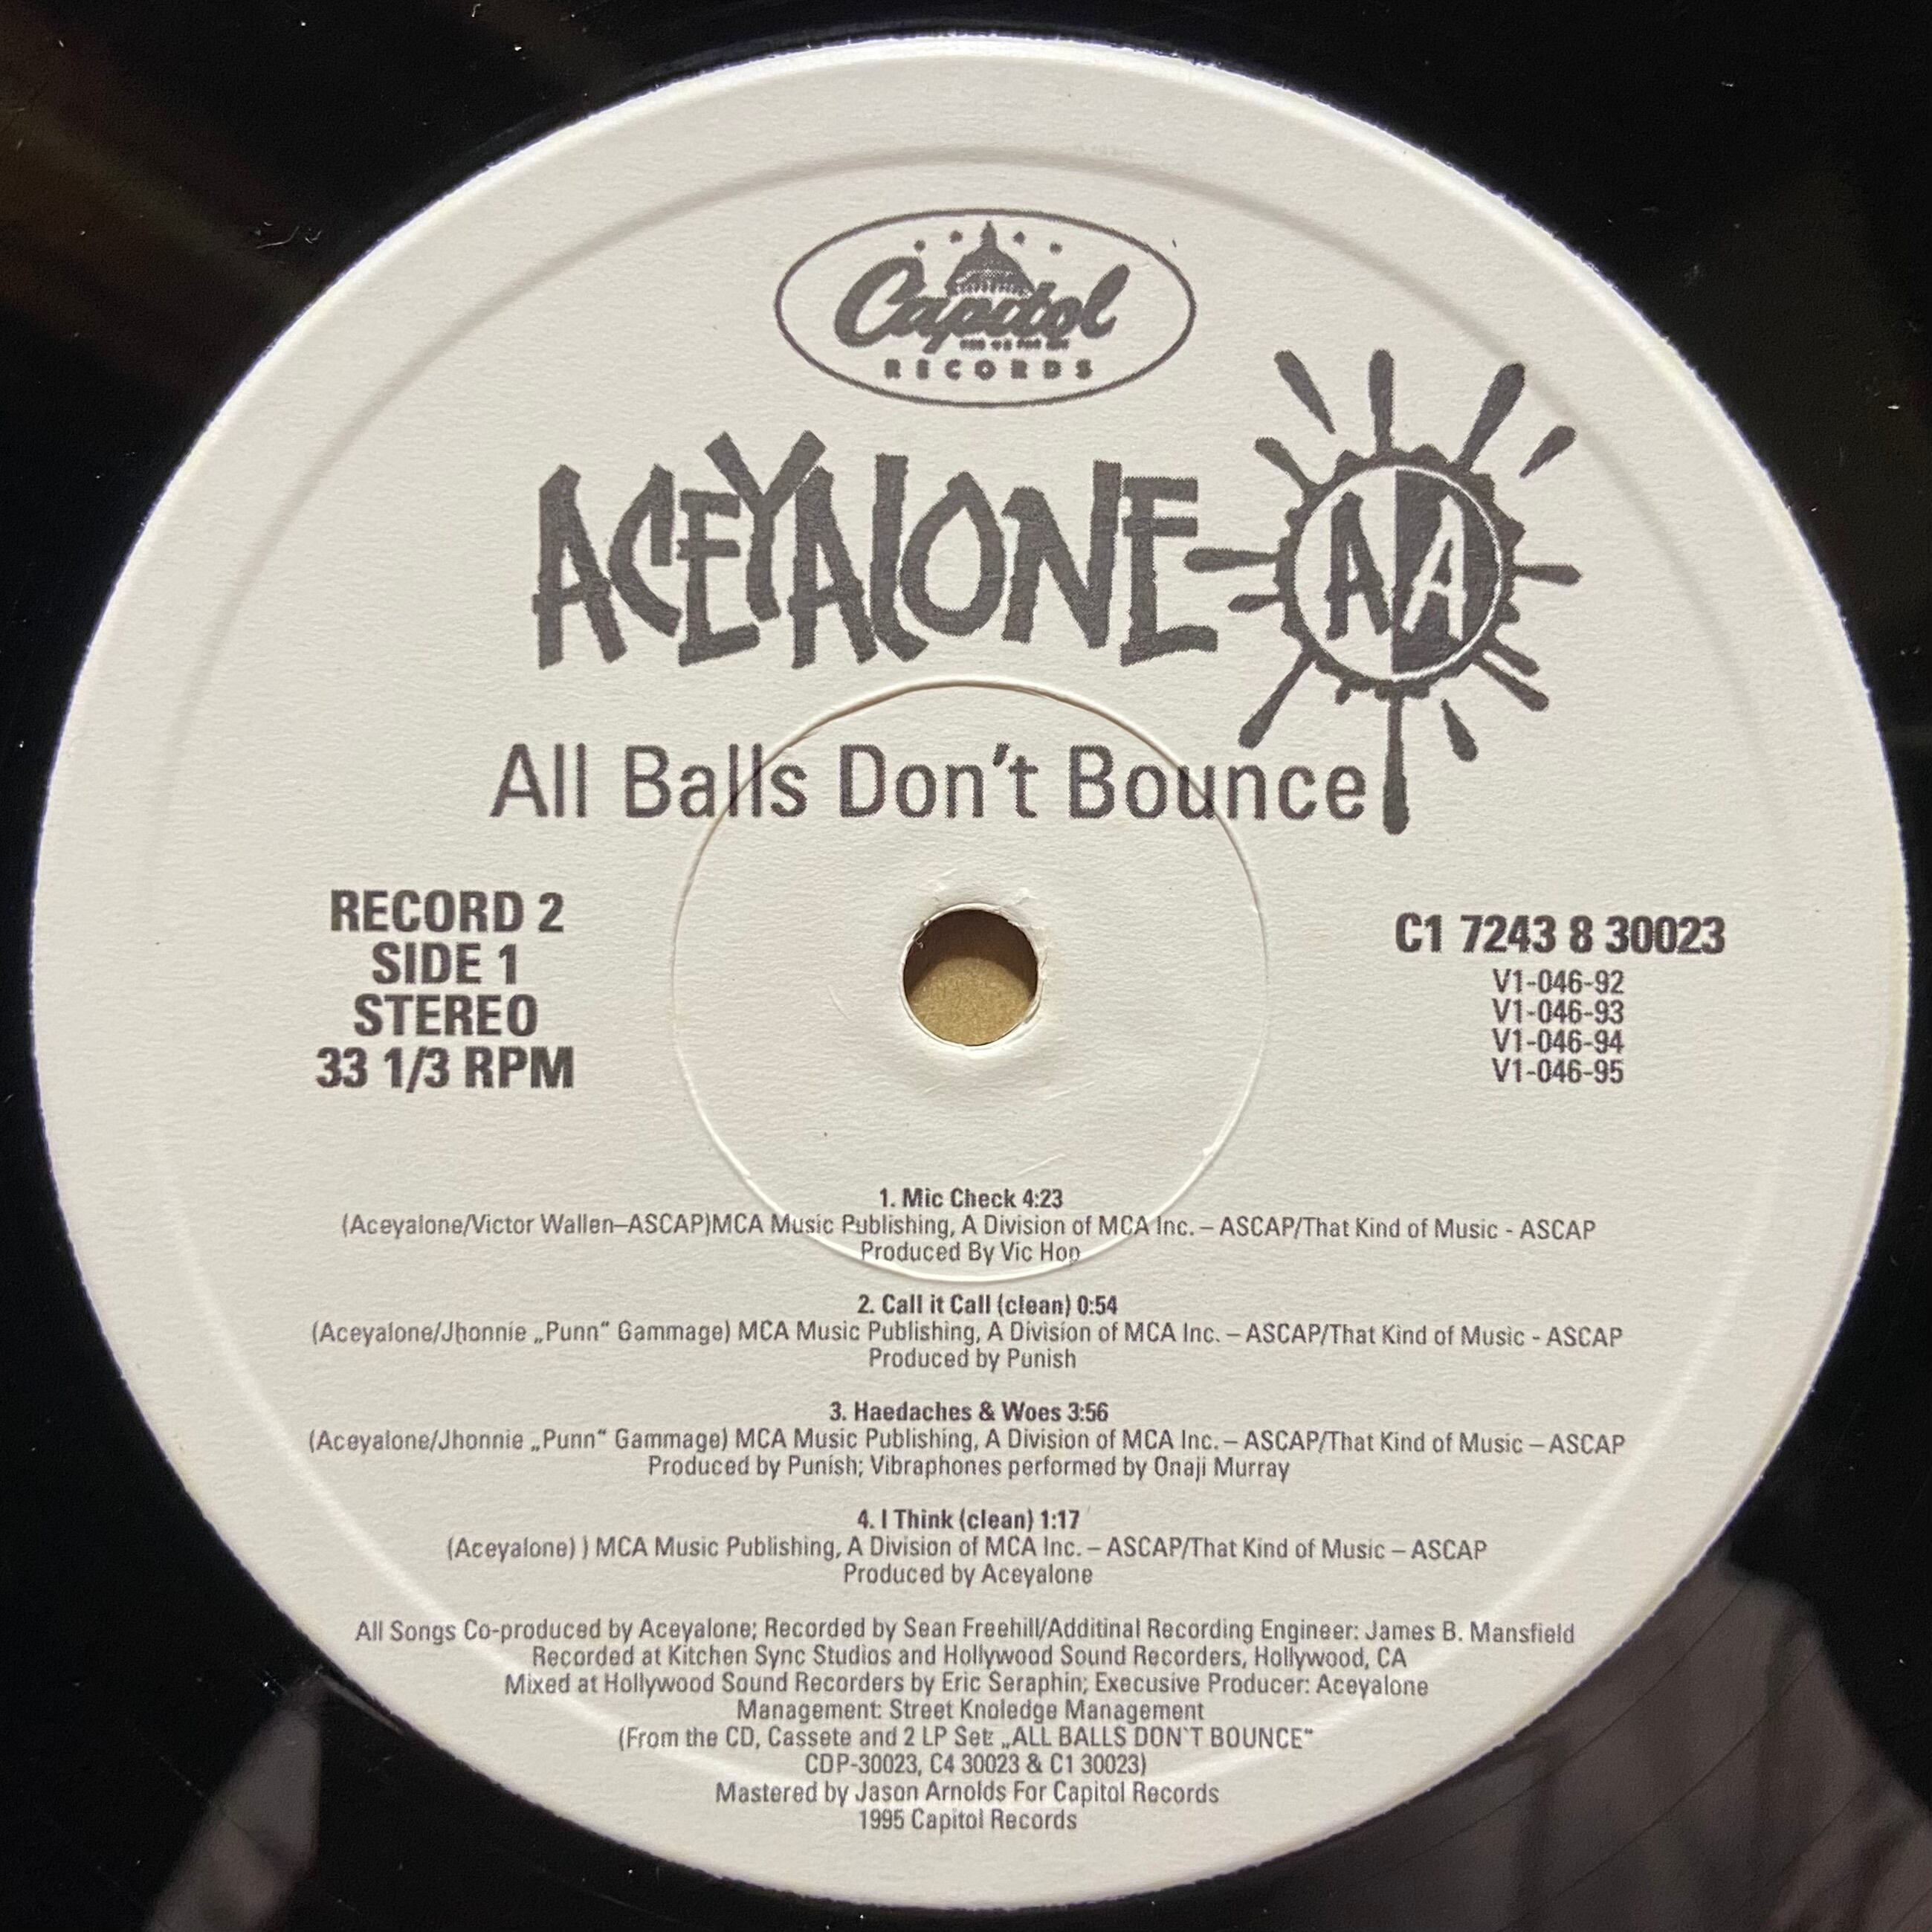 Capitol
RECORDS
ACEYALONE
AA
All Balls Don't Bounce
RECORD 2
SIDE 1
STEREO
33 1/3 RPM
C1 7243 8 30023
V1-046-92
V1-046-93
V1-046-94
V1-046-95
1. Mic Check 4:23
(Aceyalone/Victor Wallen–ASCAP)MCA Music Publishing, A Division of MCA Inc. – ASCAP/That Kind of Music - ASCAP
Produced By Vic Hop
2. Call it Call (clean) 0:54
(Aceyalone/Jhonnie „Punn“ Gammage) MCA Music Publishing, A Division of MCA Inc. – ASCAP/That Kind of Music - ASCAP
Produced by Punish
3. Haedaches & Woes 3:56
(Aceyalone/Jhonnie „Punn“ Gammage) MCA Music Publishing, A Division of MCA Inc. – ASCAP/That Kind of Music – ASCAP
Produced by Punish; Vibraphones performed by Onaji Murray
4. I Think (clean) 1:17
(Aceyalone) ) MCA Music Publishing, A Division of MCA Inc. – ASCAP/That Kind of Music – ASCAP
Produced by Aceyalone
All Songs Co-produced by Aceyalone; Recorded by Sean Freehill/Additinal Recording Engineer: James B. Mansfield
Recorded at Kitchen Sync Studios and Hollywood Sound Recorders, Hollywood, CA
Mixed at Hollywood Sound Recorders by Eric Seraphin; Execusive Producer: Aceyalone
Management: Street Knoledge Management
(From the CD, Cassete and 2 LP Set: „ALL BALLS DON`T BOUNCE“
CDP-30023, C4 30023 & C1 30023)
Mastered by Jason Arnolds For Capitol Records
1995 Capitol Records